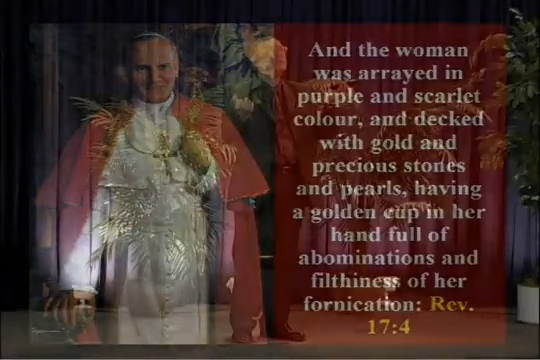 And the woman
was arrayed in
purple and scarlet
colour, and decked
with gold and
precious stones
and pearls, having
a golden cup in her
hand full of
abominations and
filthiness of her
fornication: Rev.
17:4